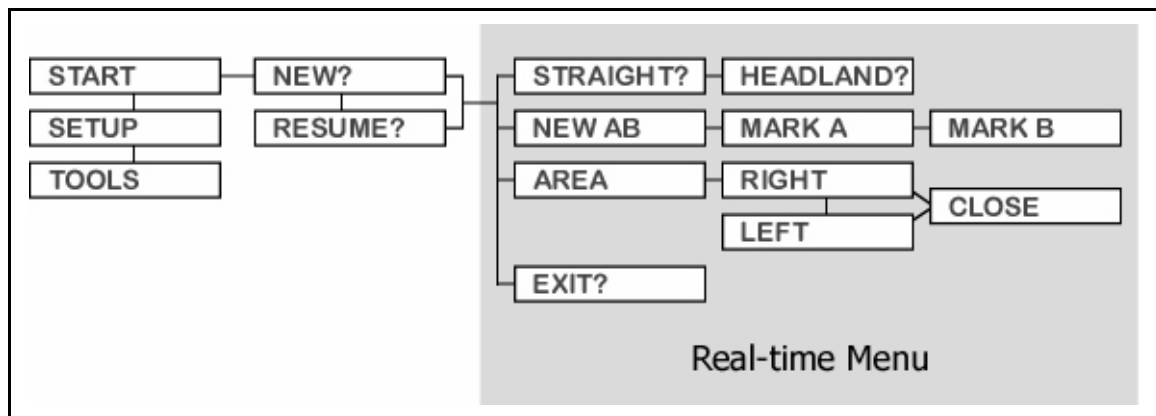 START
NEW?
STRAIGHT?
HEADLAND?
SETUP
RESUME?
NEW AB
MARK A
MARK B
TOOLS
AREA
RIGHT
CLOSE
LEFT
EXIT?
Real-time Menu